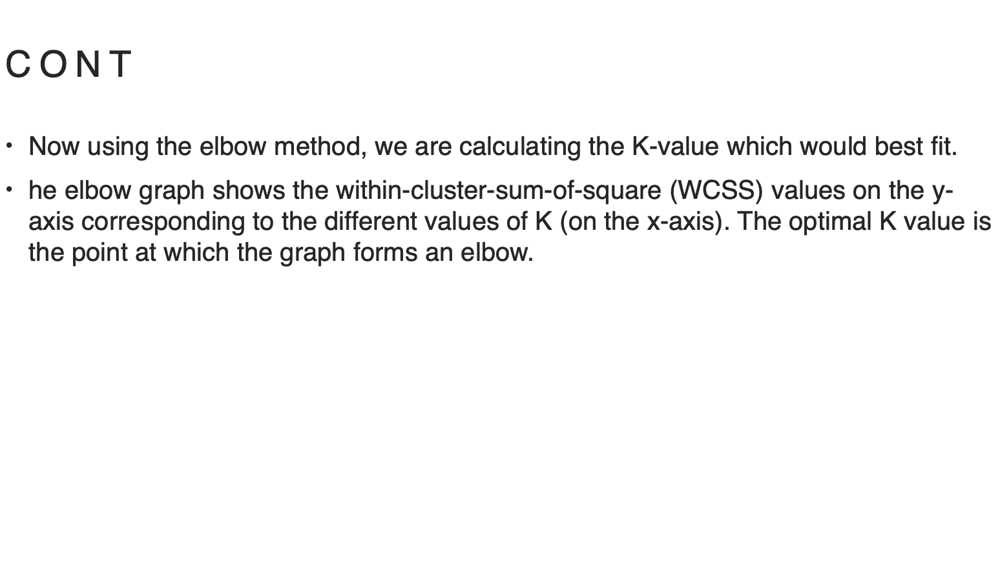 CONT
• Now using the elbow method, we are calculating the K-value which would best fit.
• he elbow graph shows the within-cluster-sum-of-square (WCSS) values on the y-
axis corresponding to the different values of K (on the x-axis). The optimal K value is
the point at which the graph forms an elbow.